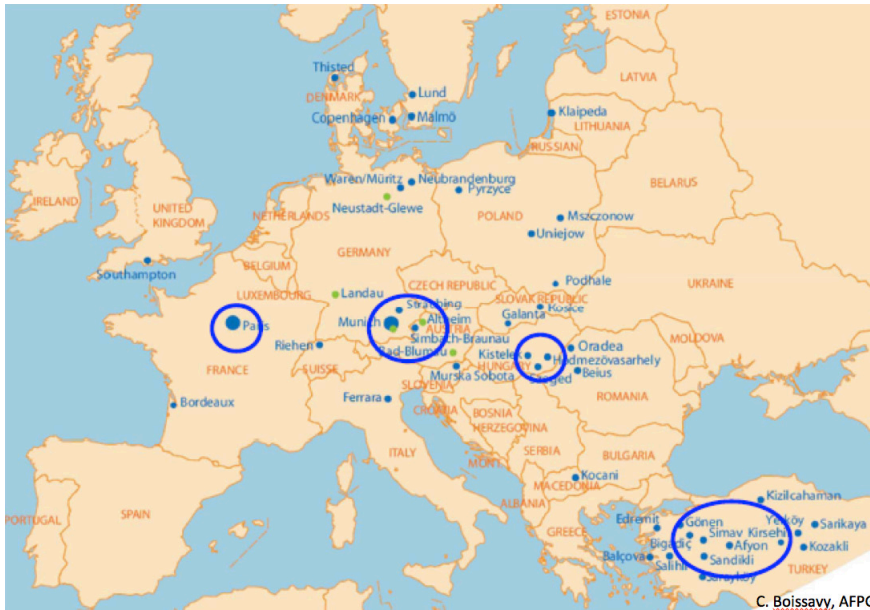 ESTONIA
Thisted
LATVIA
Lund
DENMARK
Klaipeda
Copenhagen
Malmö
LITHUANIA
RUSSIAN
Waren/Müritz
Neubrandenburg
BELARUS
Pyrzyce
IRELAND
UNITED
KINGDOM
Neustadt-Glewe
NETHERLANDS
POLAND
Mszczonow
Uniejow
GERMANY
Southampton
BELGIUM
Podhale
UKRAINE
CZECH REPUBLIC
LUXEMBOURG
Landau
SLOVAK REPUBLIC
Straubing
Kosice
Galanta
Paris
Munich
Altheim
AUSTRIA
Simbach-Braunau
MOLDOVA
Riehen
Bad-Blumau
Kistelek
Oradea
Hodmezövasarhely
FRANCE
SUISSE
Murska Sobota
HUNGARY
Szeged
Beius
SLOVENIA
ROMANIA
Bordeaux
Ferrara
CROATIA
BOSNIA
HERZEGOVINA
ITALY
SERBIA
BULGARIA
MONT.
Kocani
MACEDONIA
Kizilcahaman
ALBANIA
PORTUGAL
SPAIN
GREECE
Edremit
Gönen
Yerköy
Sarikaya
Simav
Kirsehi
Bigadiç
Afyon
Kozakli
Balçova
Salihli
Sandikli
TURKEY
Sarayköy
C. Boissavy, AFPG